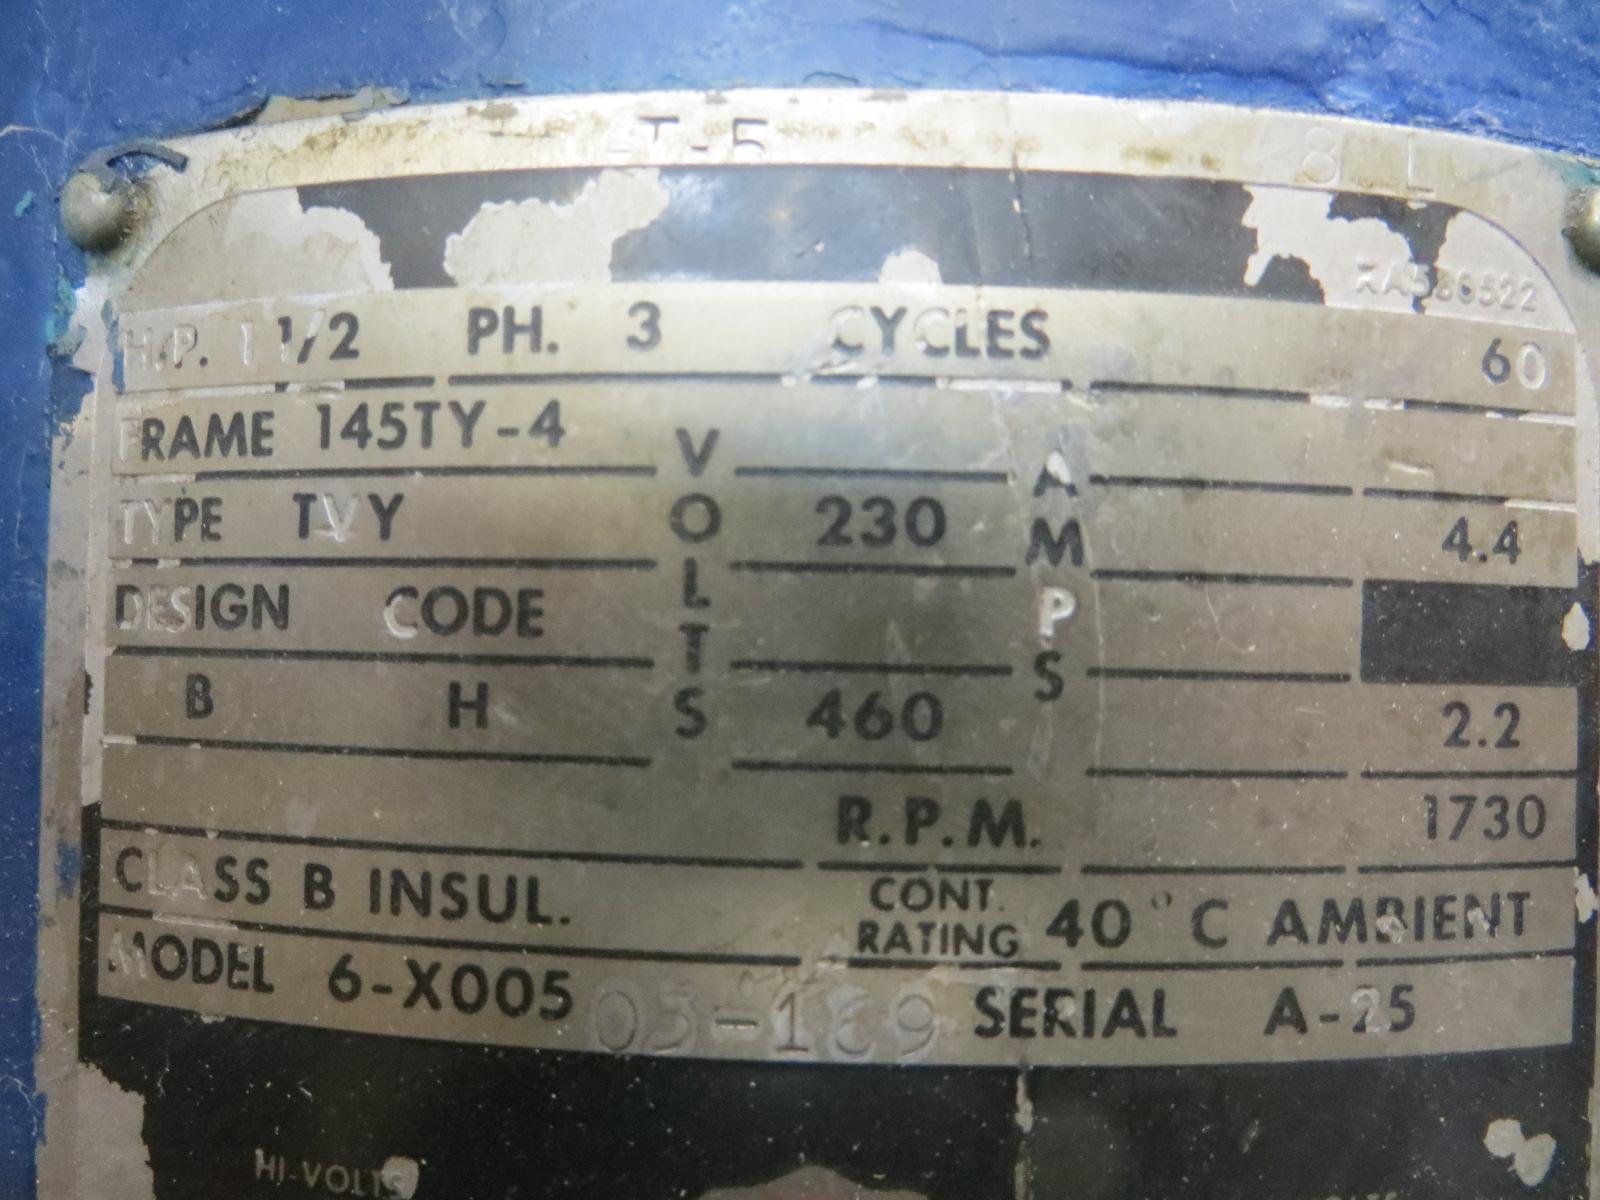 -T-5 8 L
H.P. 1 1/2 PH. 3 CYCLES 60
FRAME 145TY-4
TYPE TVY VOLTS 230 AMPS 4.4
DESIGN CODE
B H 460 2.2
R.P.M. 1730
CLASS B INSUL. CONT. RATING 40°C AMBIENT
MODEL 6-X005 03-189 SERIAL A-25
HI-VOLTS